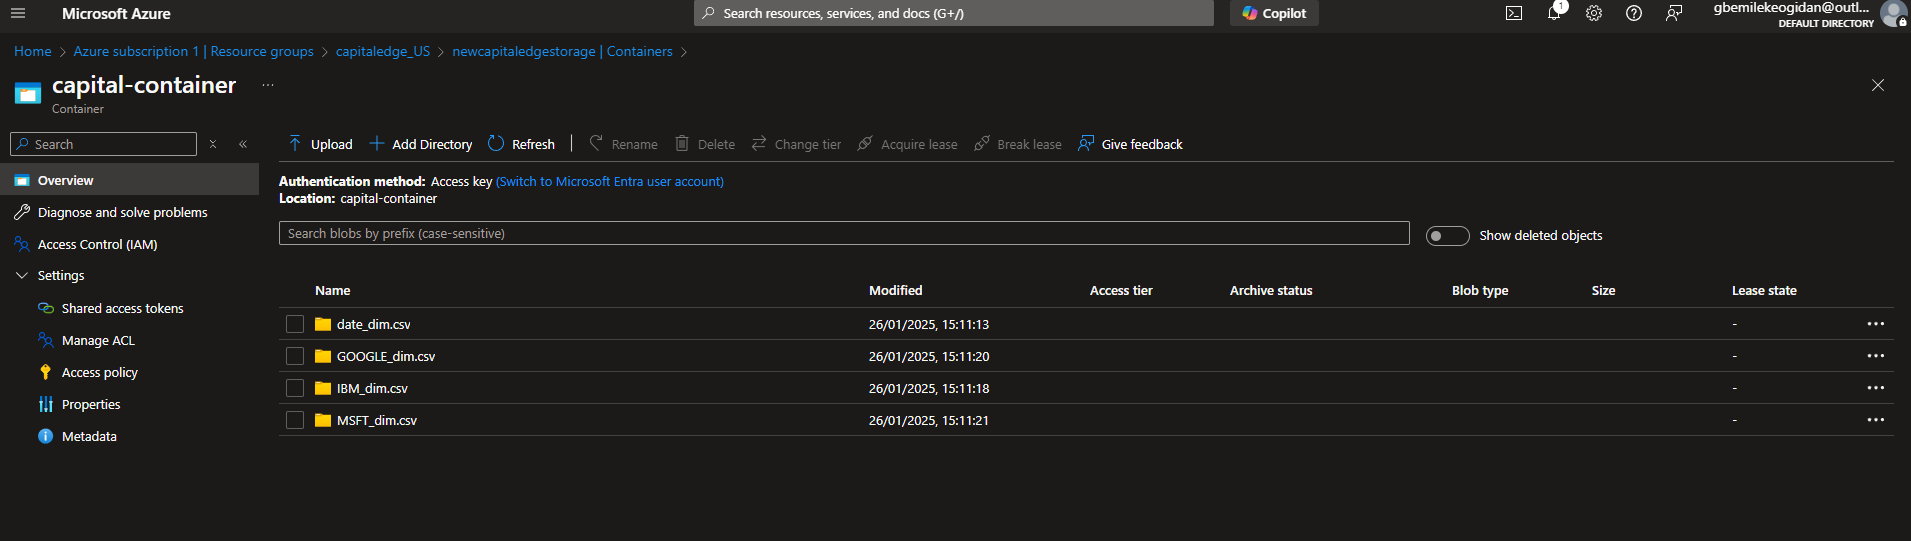 Microsoft Azure
Search resources, services, and docs (G+/)
Copilot
1
gbemilekeogidan@outl...
DEFAULT DIRECTORY
Home > Azure subscription 1 | Resource groups > capitaledge_US > newcapitaledgestorage | Containers >
capital-container ...
Container
Search
Overview
Diagnose and solve problems
Access Control (IAM)
Settings
Shared access tokens
Manage ACL
Access policy
Properties
Metadata
Upload Add Directory Refresh | Rename Delete Change tier Acquire lease Break lease Give feedback
Authentication method: Access key (Switch to Microsoft Entra user account)
Location: capital-container
Search blobs by prefix (case-sensitive)
Show deleted objects
Name Modified Access tier Archive status Blob type Size Lease state
date_dim.csv 26/01/2025, 15:11:13 - ...
GOOGLE_dim.csv 26/01/2025, 15:11:20 - ...
IBM_dim.csv 26/01/2025, 15:11:18 - ...
MSFT_dim.csv 26/01/2025, 15:11:21 - ...